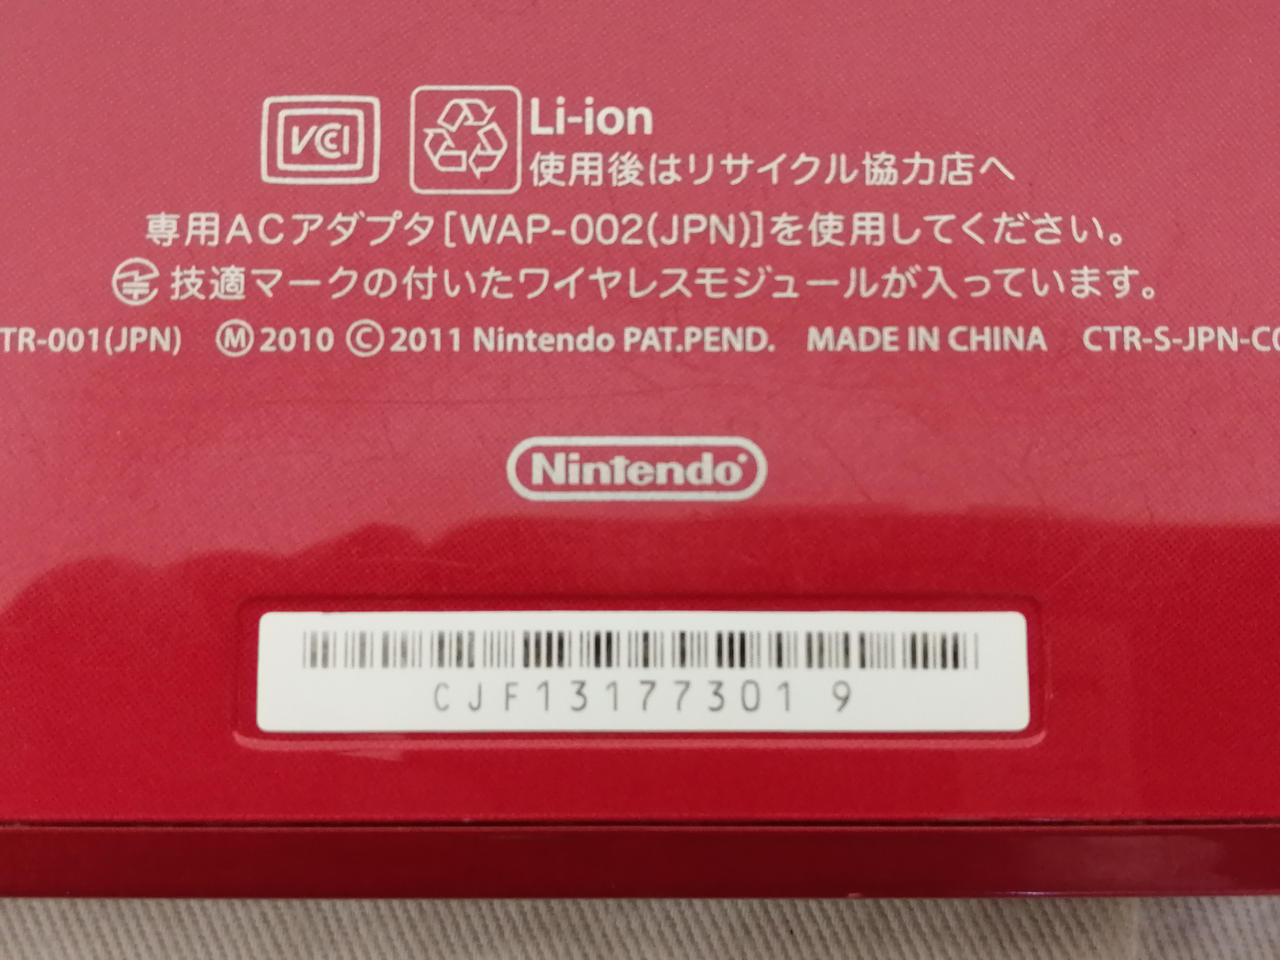 VCCI
Li-ion
使用後はリサイクル協力店へ
専用ACアダプタ[WAP-002(JPN)]を使用してください。
技適マークの付いたワイヤレスモジュールが入っています。
TR-001(JPN) Ⓜ2010 ©2011 Nintendo PAT.PEND. MADE IN CHINA CTR-S-JPN-C0
Nintendo
CJF13177301 9